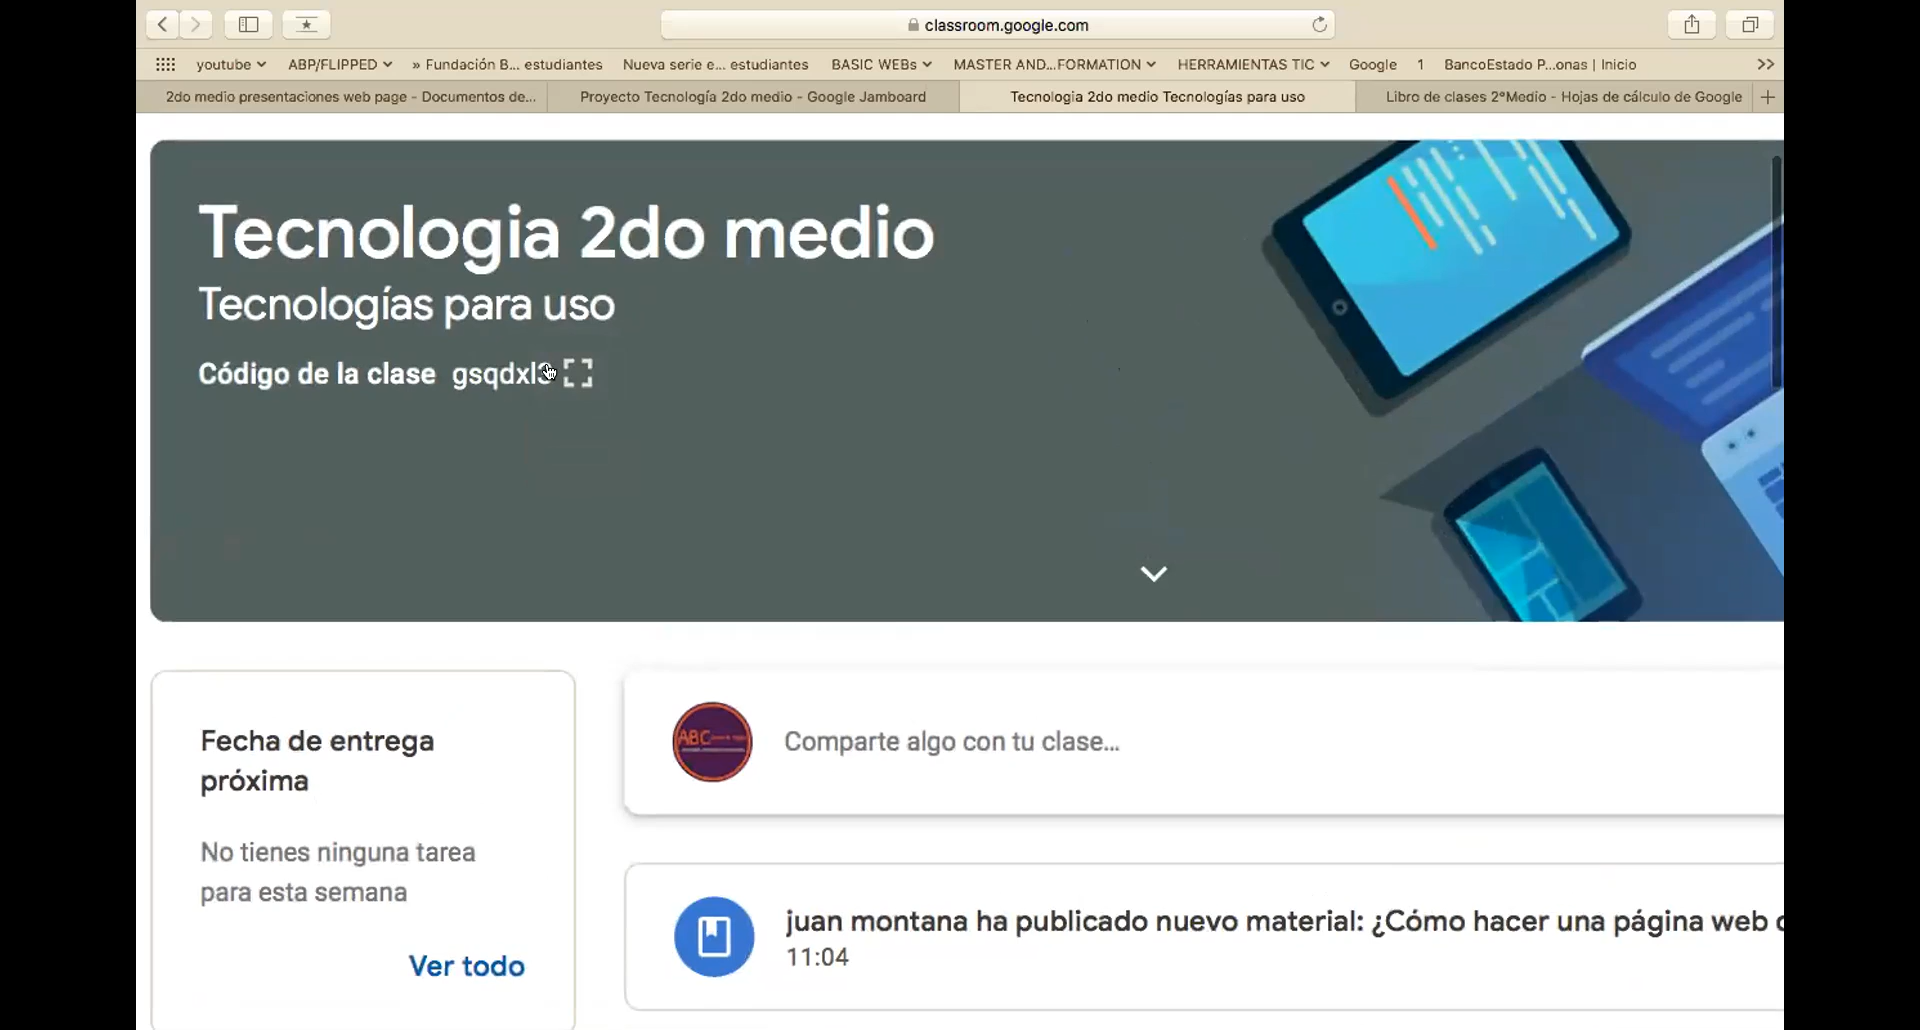 classroom.google.com
youtube ABP/FLIPPED » Fundación B... estudiantes Nueva serie e... estudiantes BASIC WEBs MASTER AND...FORMATION HERRAMIENTAS TIC Google 1 BancoEstado P...onas | Inicio
2do medio presentaciones web page - Documentos de... Proyecto Tecnología 2do medio - Google Jamboard Tecnologia 2do medio Tecnologías para uso Libro de clases 2°Medio - Hojas de cálculo de Google
Tecnologia 2do medio
Tecnologías para uso
Código de la clase
Fecha de entrega
próxima
No tienes ninguna tarea
para esta semana
Ver todo
ABC
Comparte algo con tu clase...
juan montana ha publicado nuevo material: ¿Cómo hacer una página web
11:04